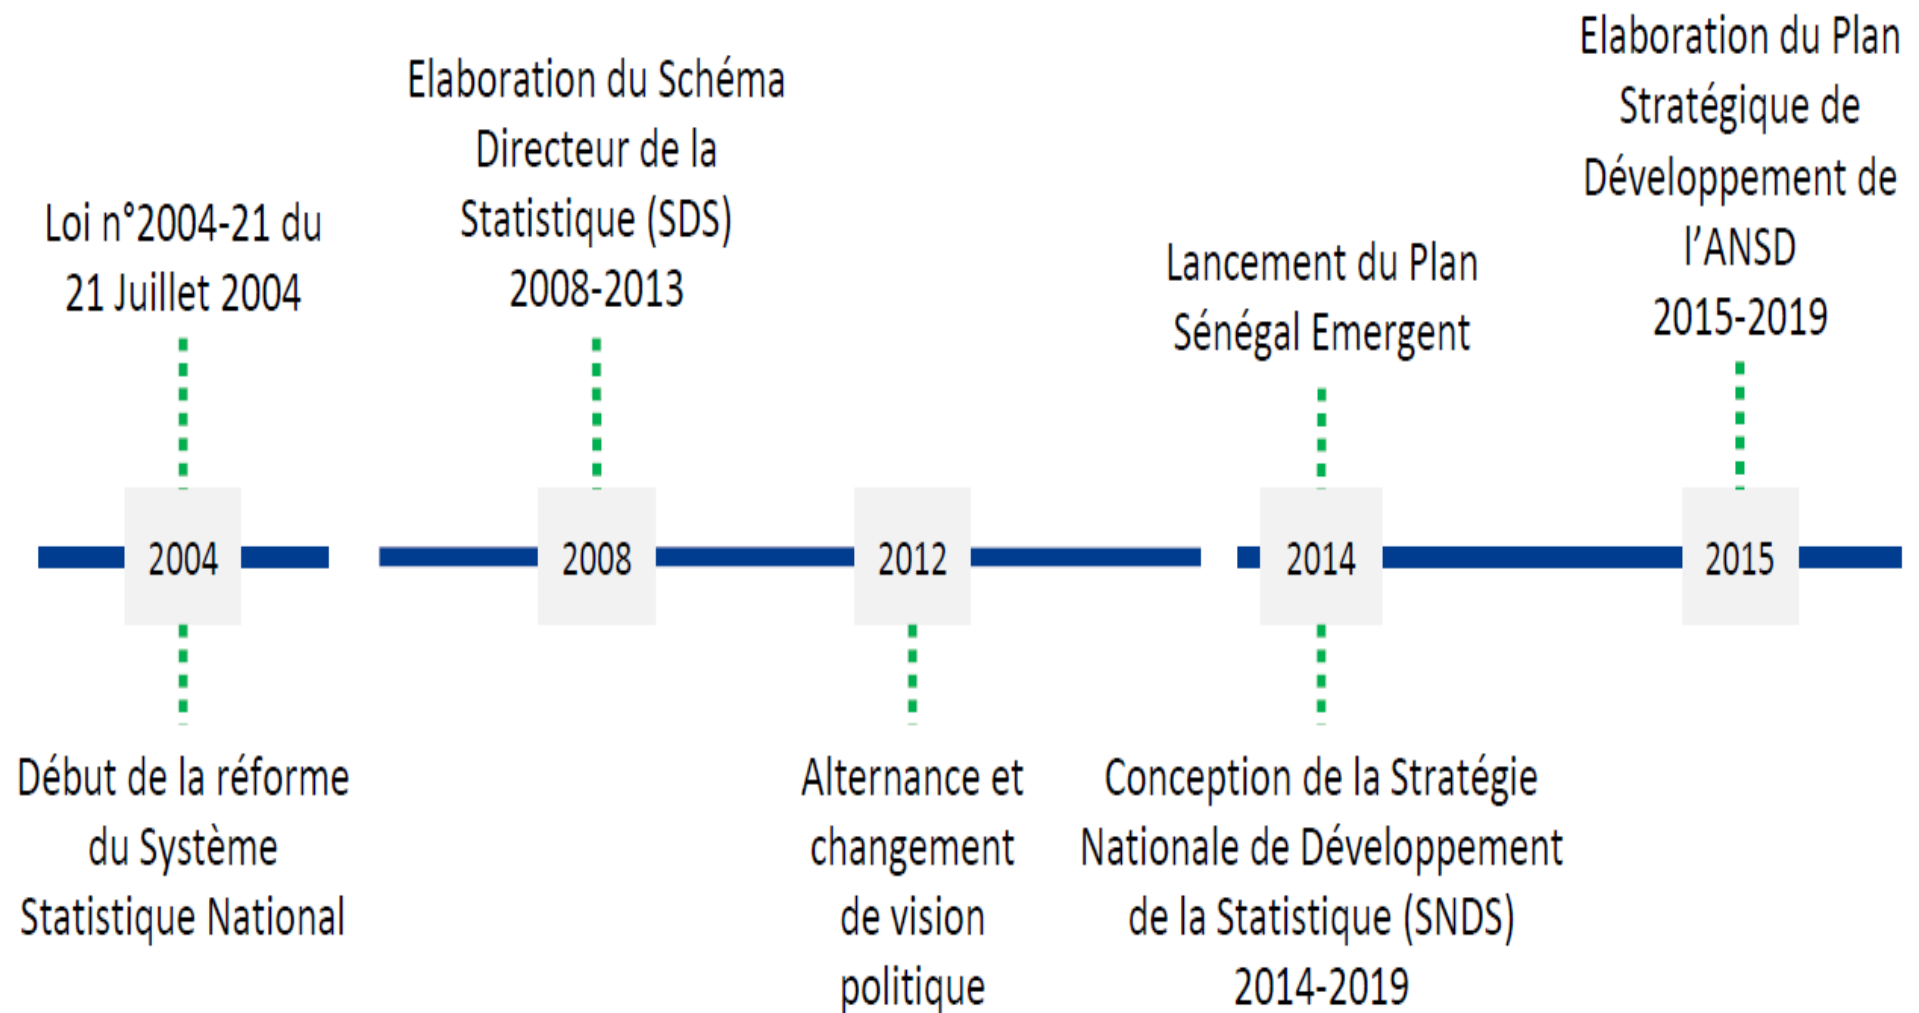 Loi n°2004-21 du
21 Juillet 2004
Elaboration du Schéma
Directeur de la
Statistique (SDS)
2008-2013
Lancement du Plan
Sénégal Emergent
Elaboration du Plan
Stratégique de
Développement de
l’ANSD
2015-2019
2004
2008
2012
2014
2015
Début de la réforme
du Système
Statistique National
Alternance et
changement
de vision
politique
Conception de la Stratégie
Nationale de Développement
de la Statistique (SNDS)
2014-2019